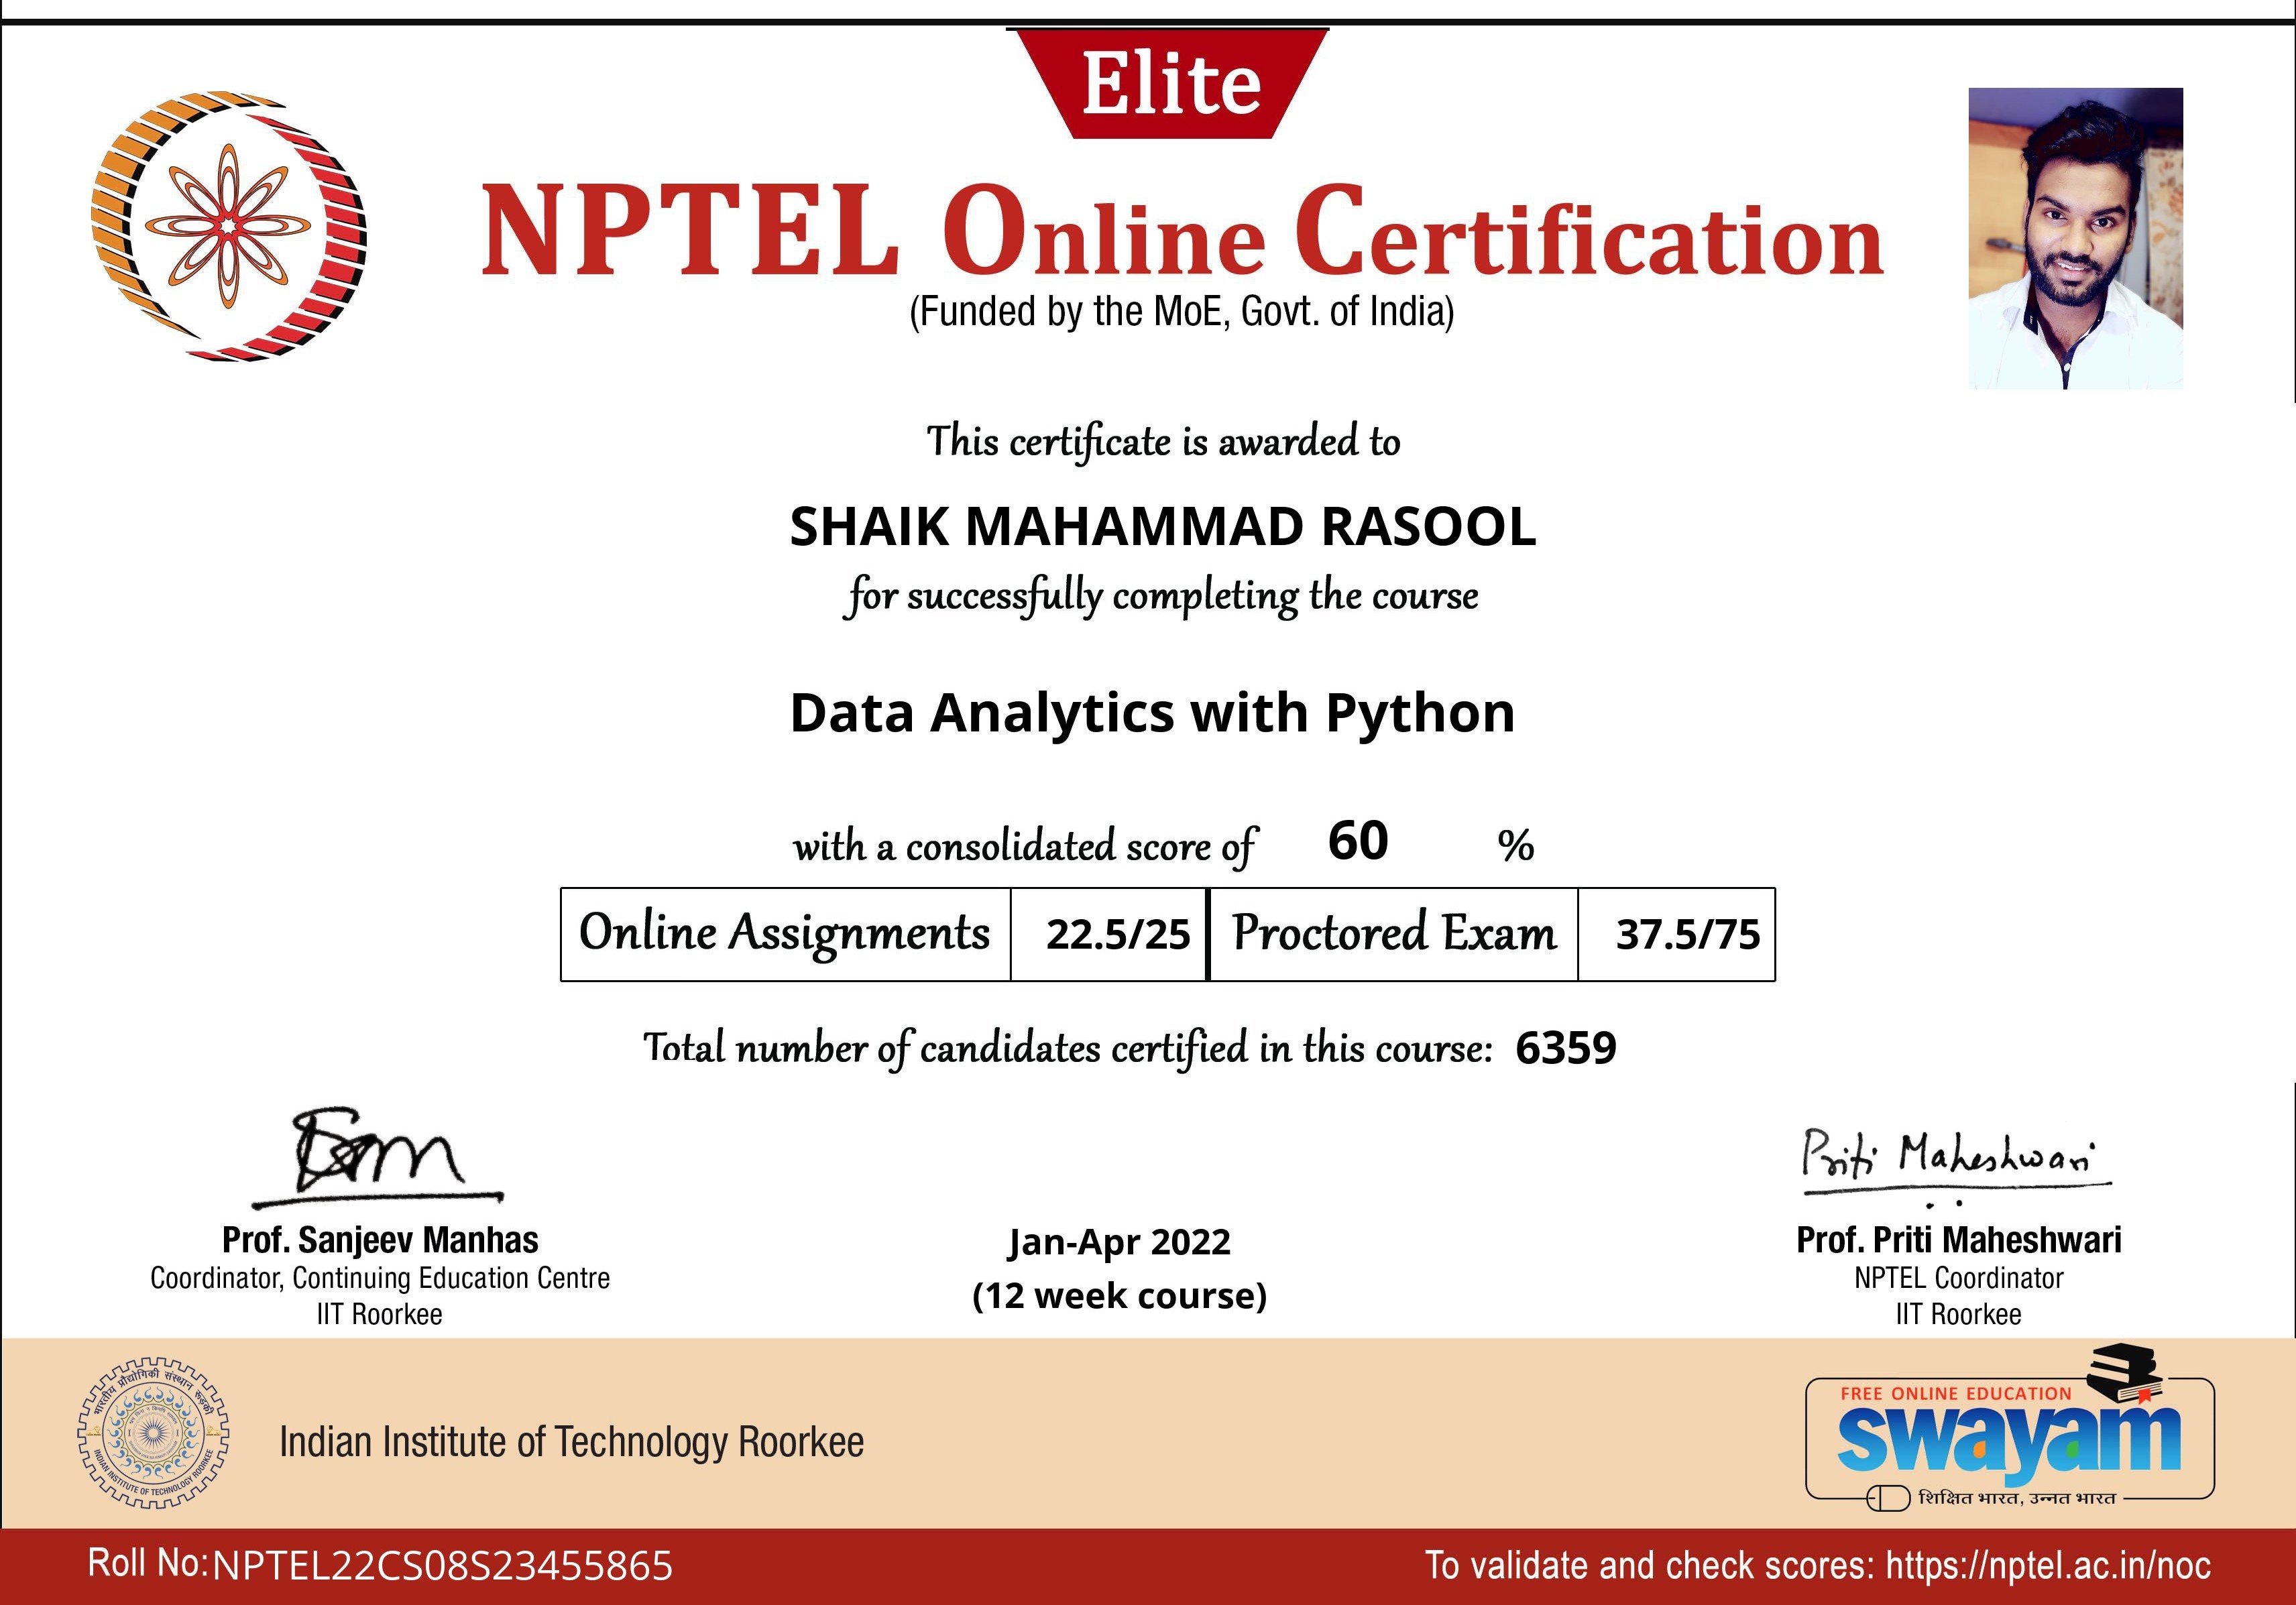 Elite
NPTEL Online Certification
(Funded by the MoE, Govt. of India)
This certificate is awarded to
SHAIK MAHAMMAD RASOOL
for successfully completing the course
Data Analytics with Python
with a consolidated score of 60 %
Online Assignments 22.5/25 Proctored Exam 37.5/75
Total number of candidates certified in this course: 6359
Priti Maheshwari
Prof. Sanjeev Manhas
Coordinator, Continuing Education Centre
IIT Roorkee
Jan-Apr 2022
(12 week course)
Prof. Priti Maheshwari
NPTEL Coordinator
IIT Roorkee
भारतीय प्रौद्योगिकी संस्थान रुड़की
INDIAN INSTITUTE OF TECHNOLOGY ROORKEE
Indian Institute of Technology Roorkee
FREE ONLINE EDUCATION
swayam
शिक्षित भारत, उन्नत भारत
Roll No:NPTEL22CS08S23455865
To validate and check scores: https://nptel.ac.in/noc